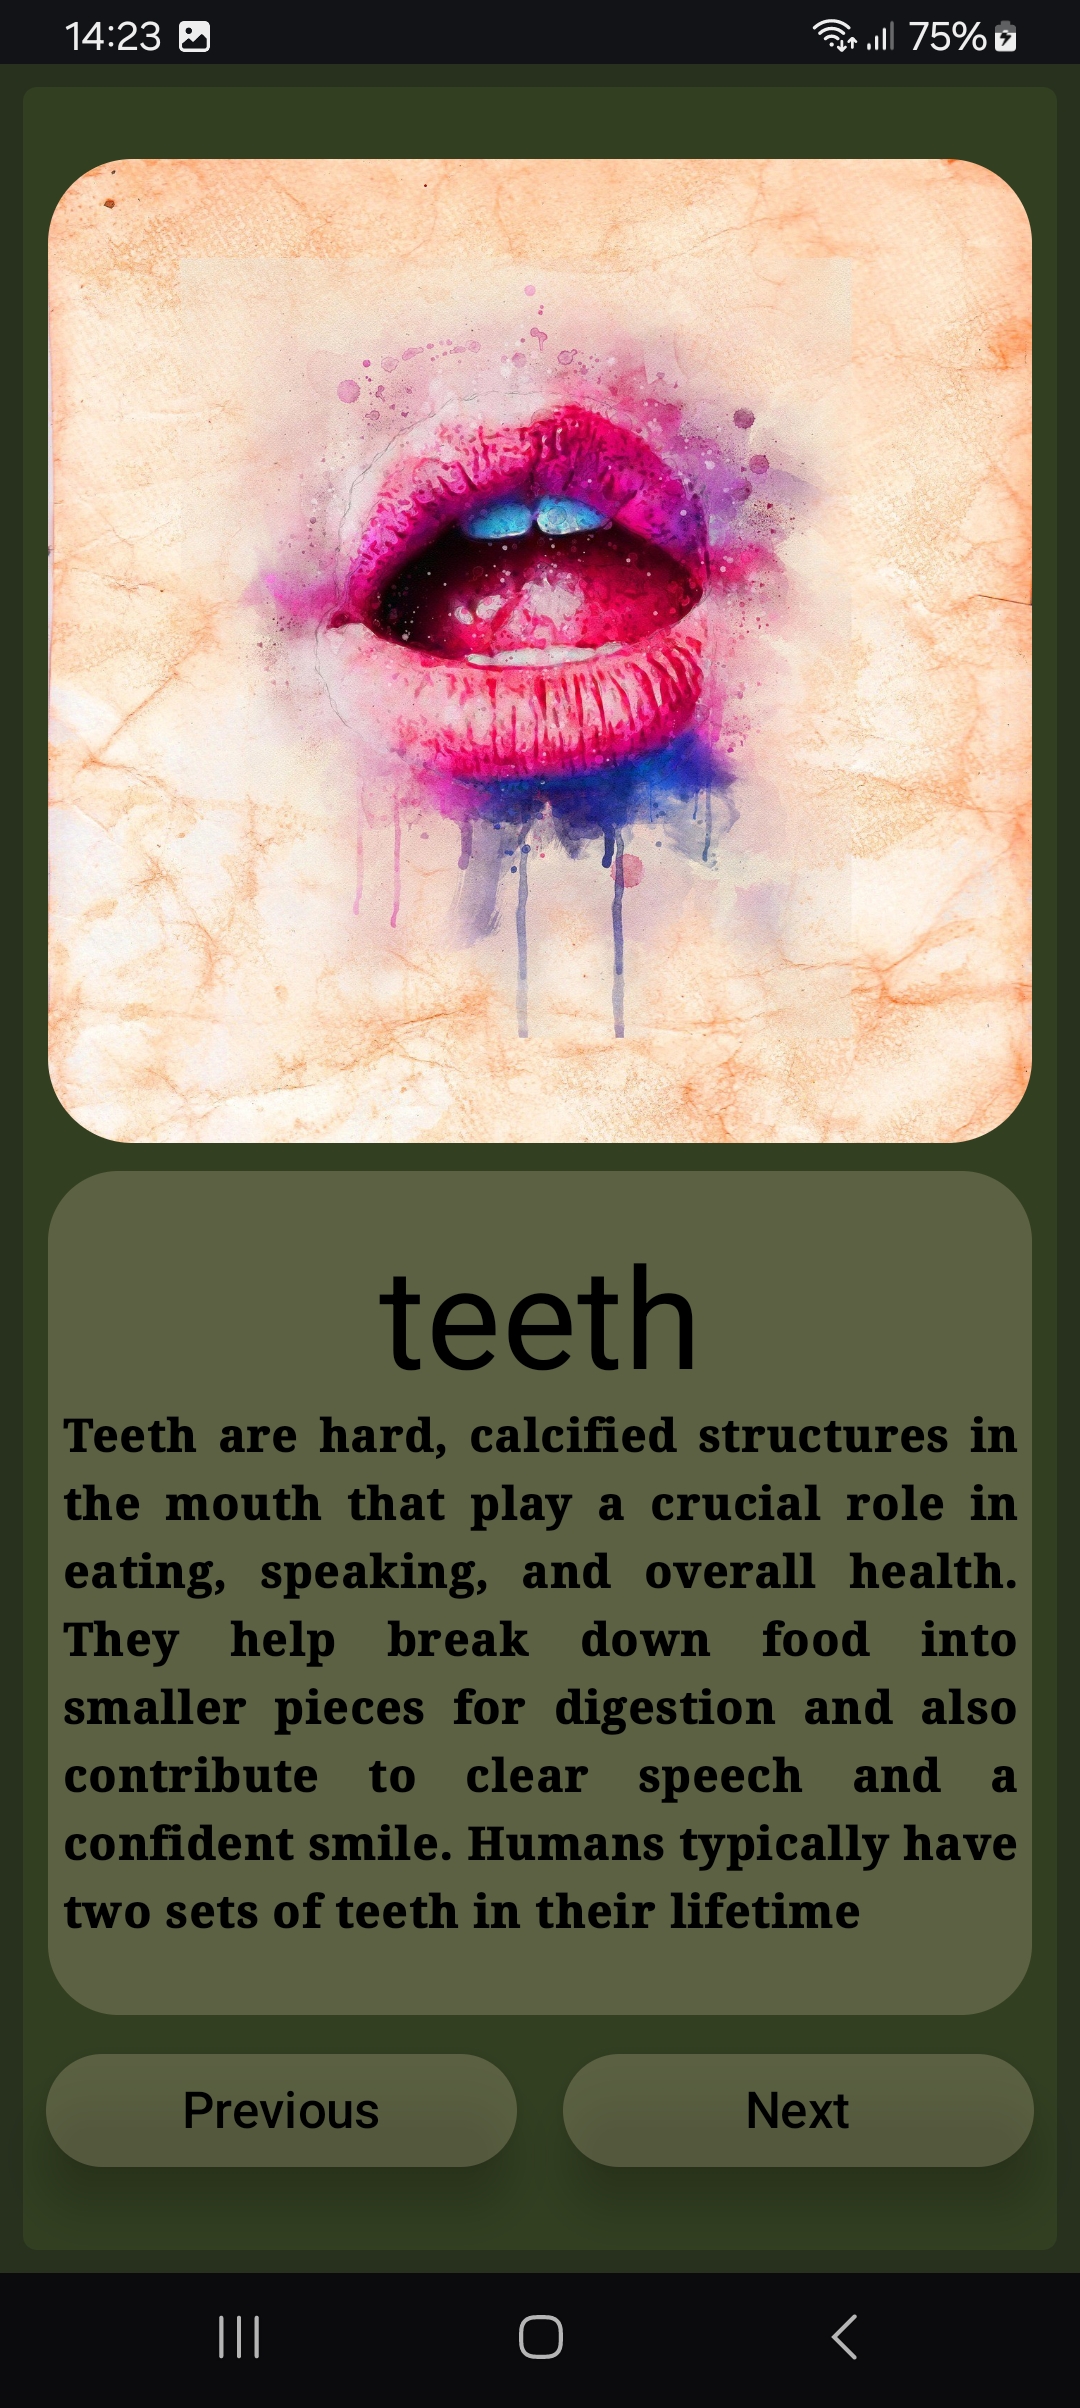 14:23
75%
teeth
Teeth are hard, calcified structures in
the mouth that play a crucial role in
eating, speaking, and overall health.
They help break down food into
smaller pieces for digestion and also
contribute to clear speech and a
confident smile. Humans typically have
two sets of teeth in their lifetime
Previous
Next